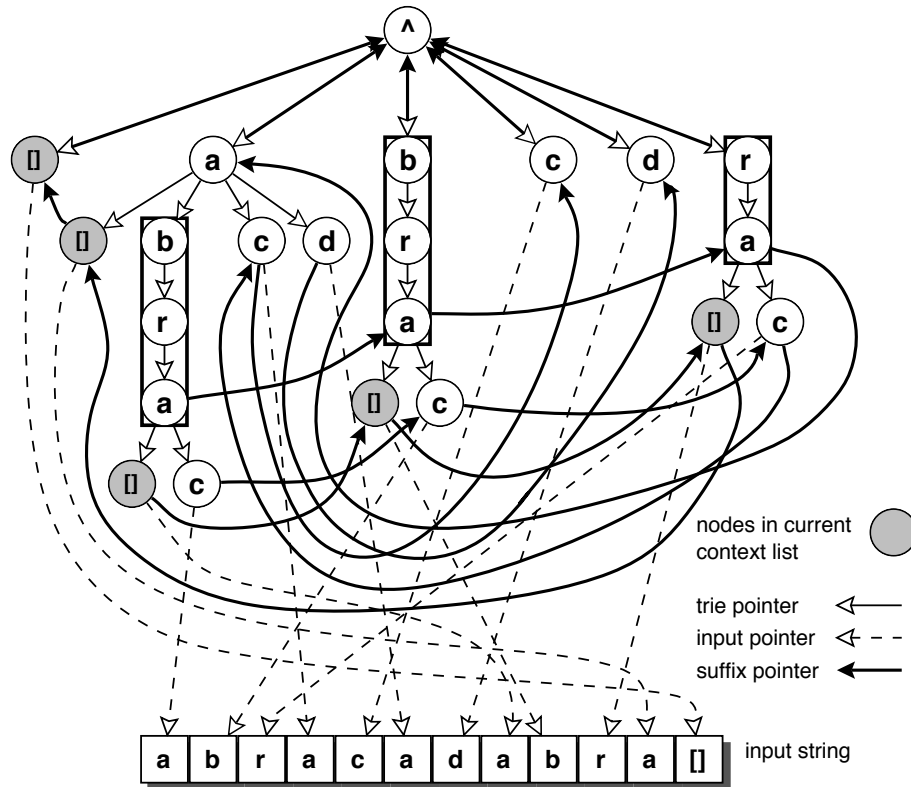 ^
[] a b c d r
[] b c d r a
r a [] c
a [] c
[] c
nodes in current
context list
trie pointer
input pointer
suffix pointer
a b r a c a d a b r a []
input string